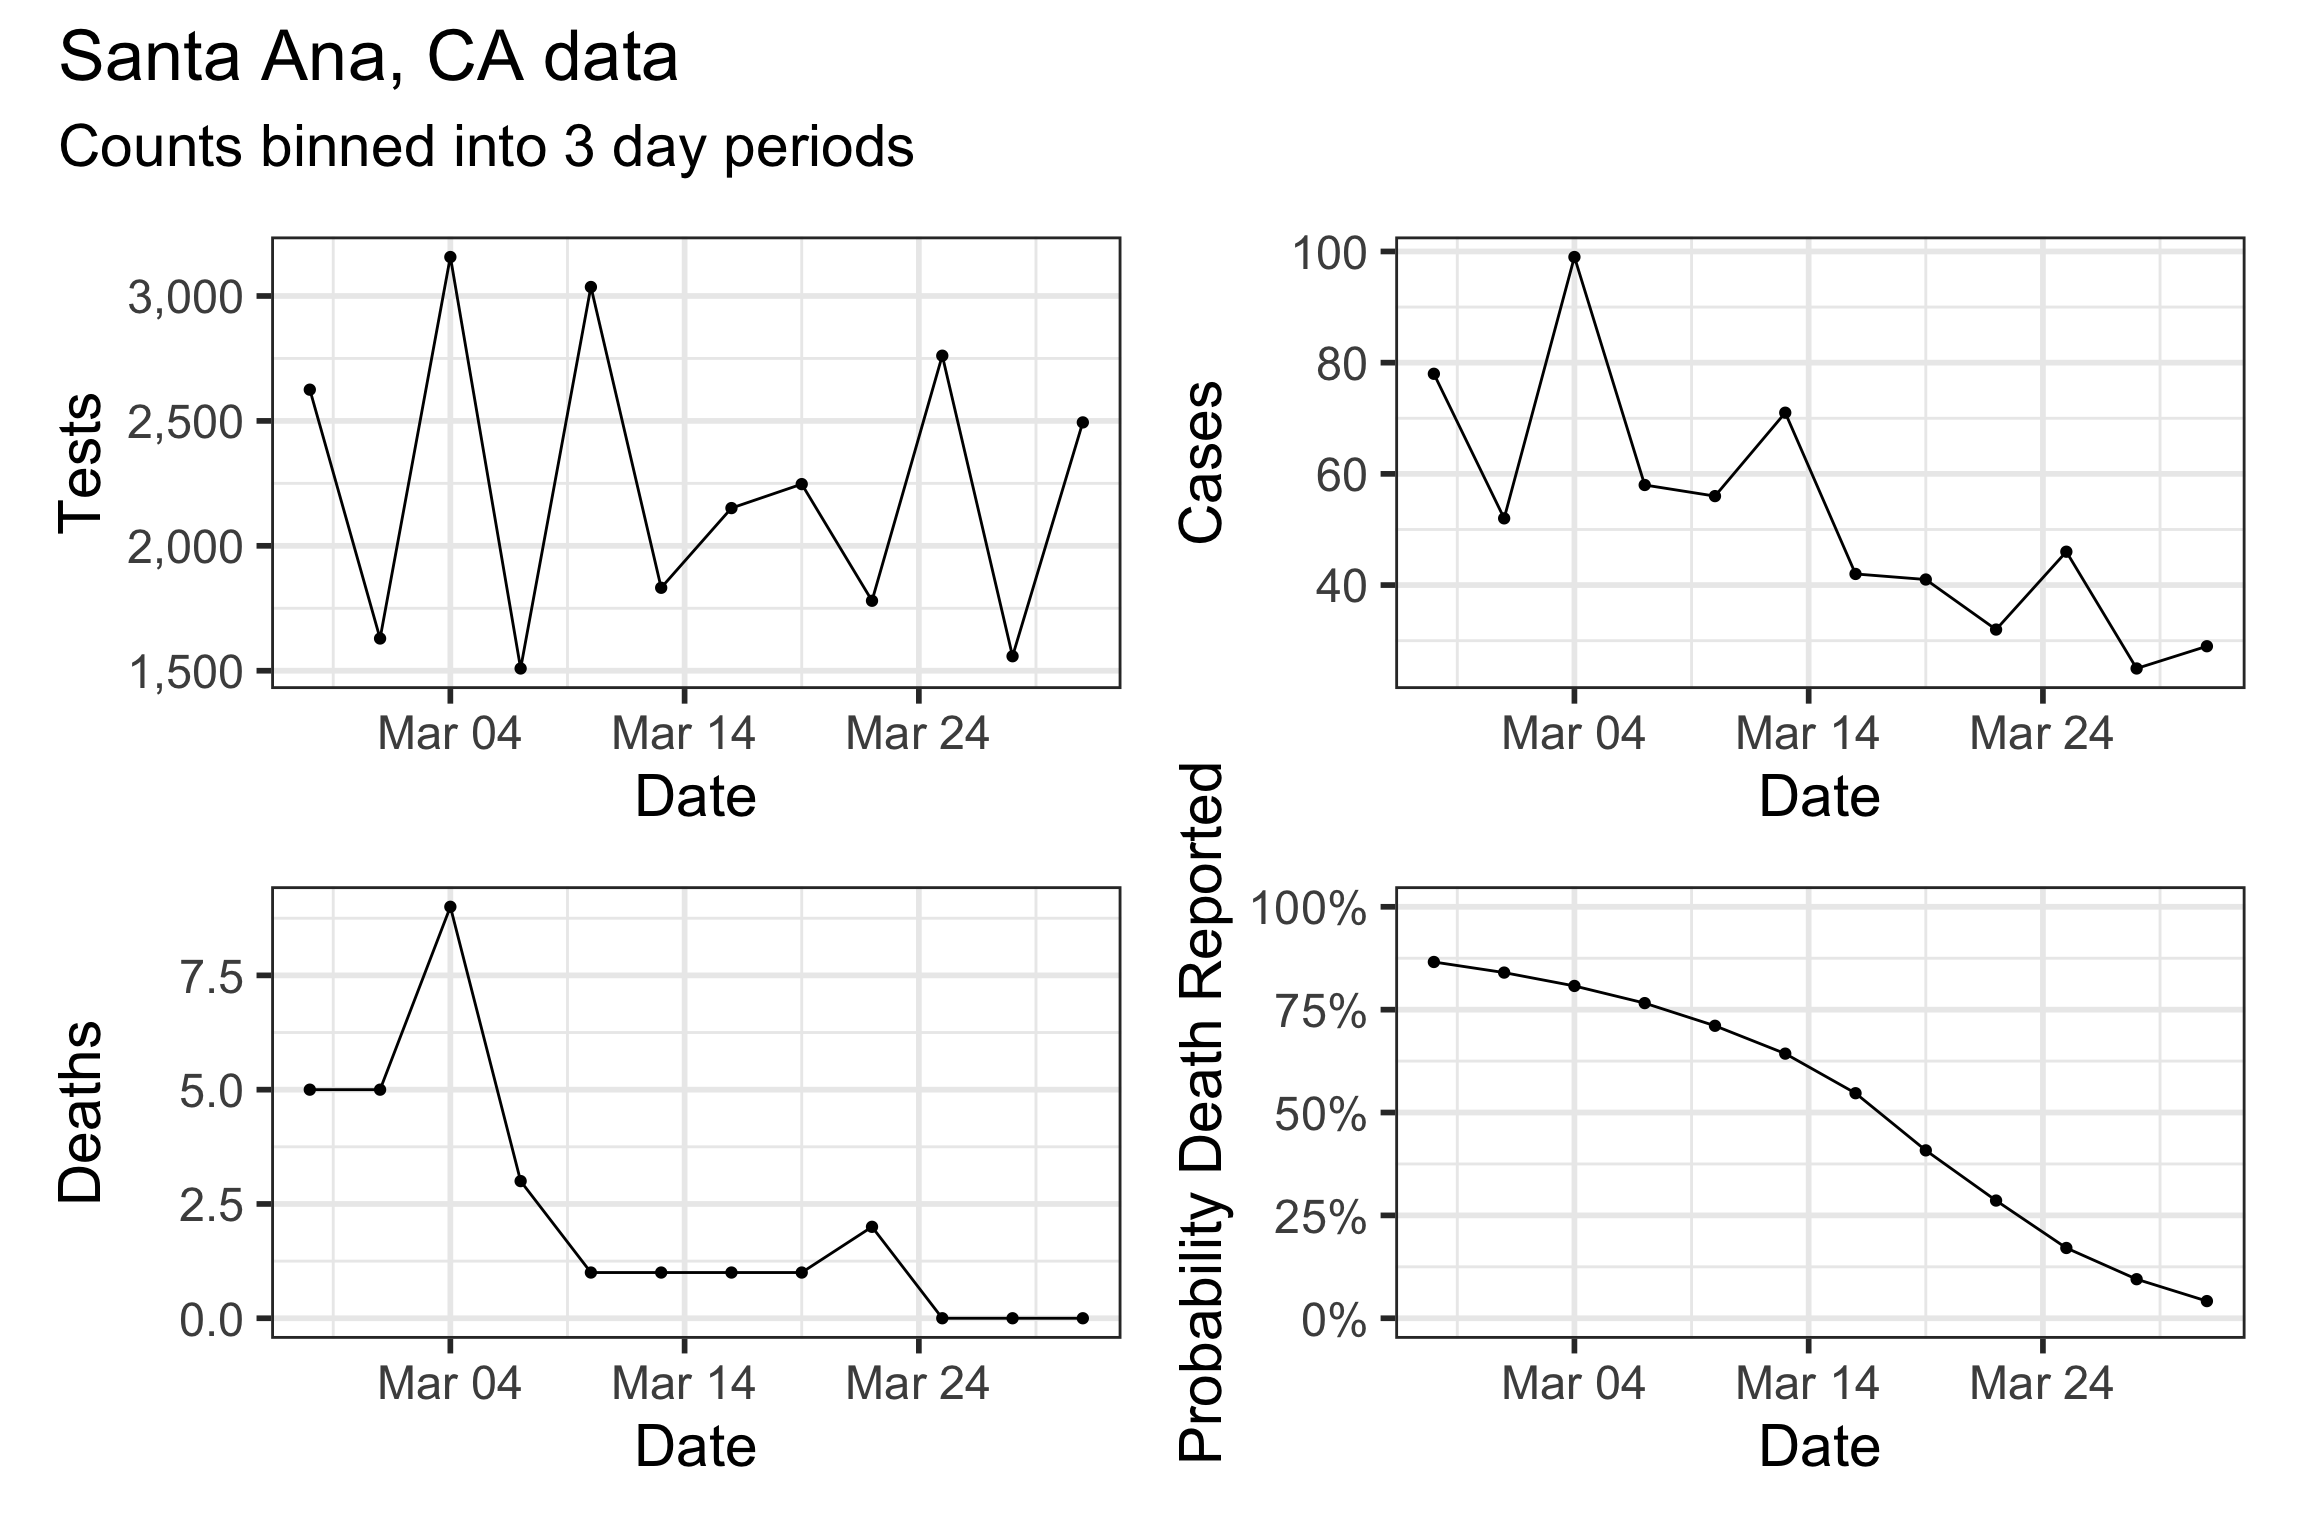 Santa Ana, CA data
Counts binned into 3 day periods
Tests
3,000
2,500
2,000
1,500
Mar 04 Mar 14 Mar 24
Date
Cases
100
80
60
40
Mar 04 Mar 14 Mar 24
Date
Deaths
7.5
5.0
2.5
0.0
Mar 04 Mar 14 Mar 24
Date
Probability Death Reported
100%
75%
50%
25%
0%
Mar 04 Mar 14 Mar 24
Date